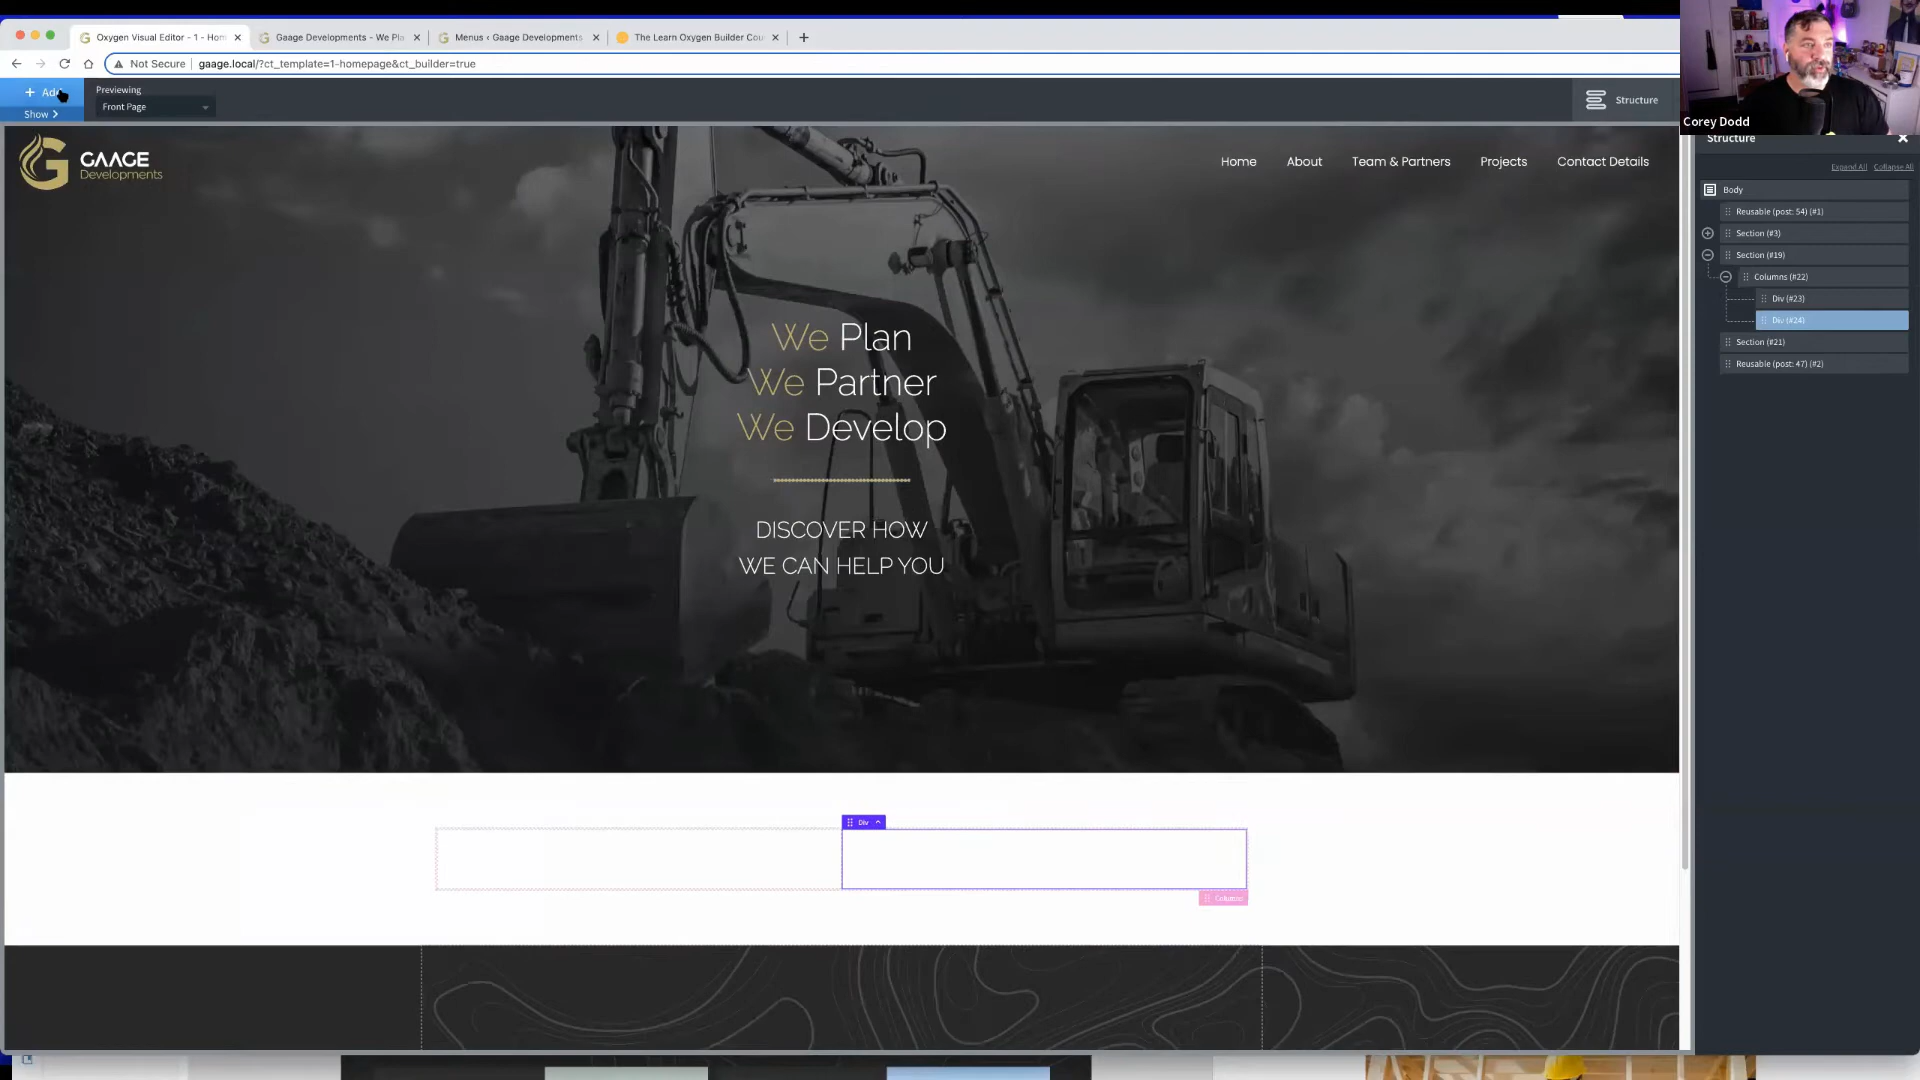 Oxygen Visual Editor - 1 - Hom
Gaage Developments - We Pla
Menus ‹ Gaage Developments
The Learn Oxygen Builder Cou
Not Secure
gaage.local/?ct_template=1-homepage&ct_builder=true
+ Add
Show
Previewing
Front Page
Structure
Corey Dodd
Structure
Expand All
Collapse All
Body
Reusable (post: 54) (#1)
Section (#3)
Section (#19)
Columns (#22)
Div (#23)
Div (#24)
Section (#21)
Reusable (post: 47) (#2)
GAAGE
Developments
Home
About
Team & Partners
Projects
Contact Details
We Plan
We Partner
We Develop
DISCOVER HOW
WE CAN HELP YOU
Div
Columns